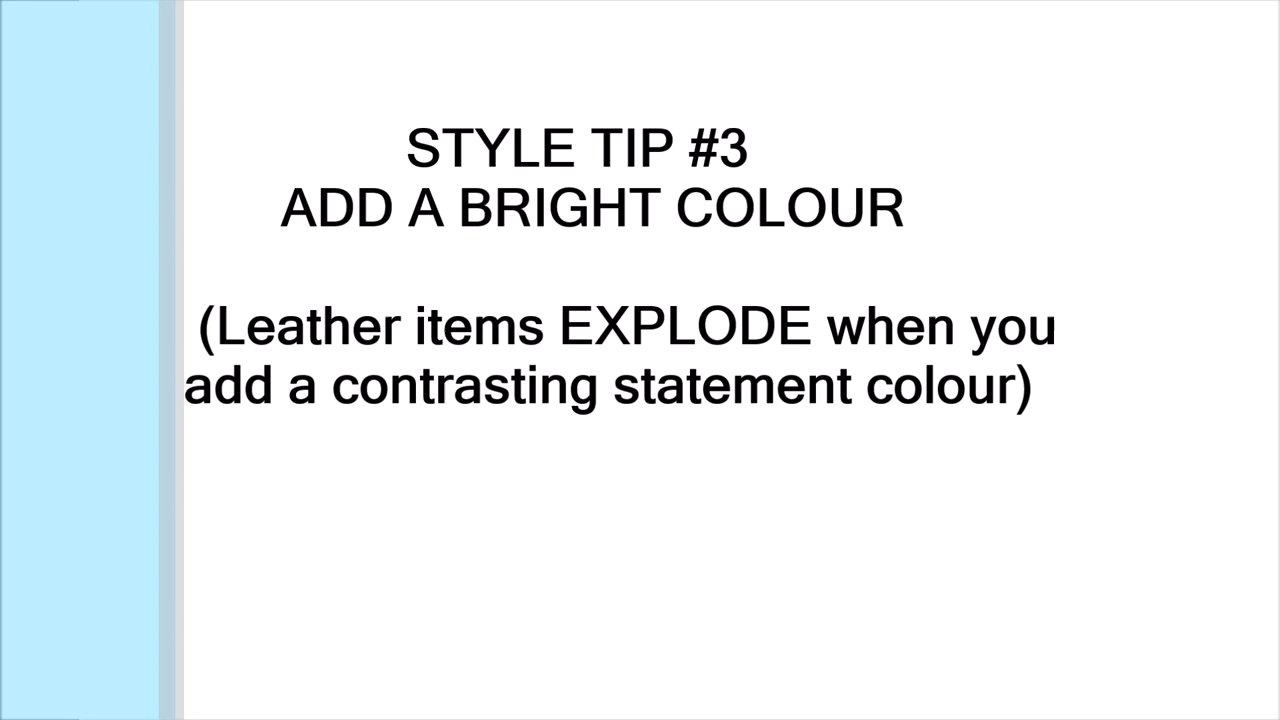 STYLE TIP #3
ADD A BRIGHT COLOUR
(Leather items EXPLODE when you
add a contrasting statement colour)